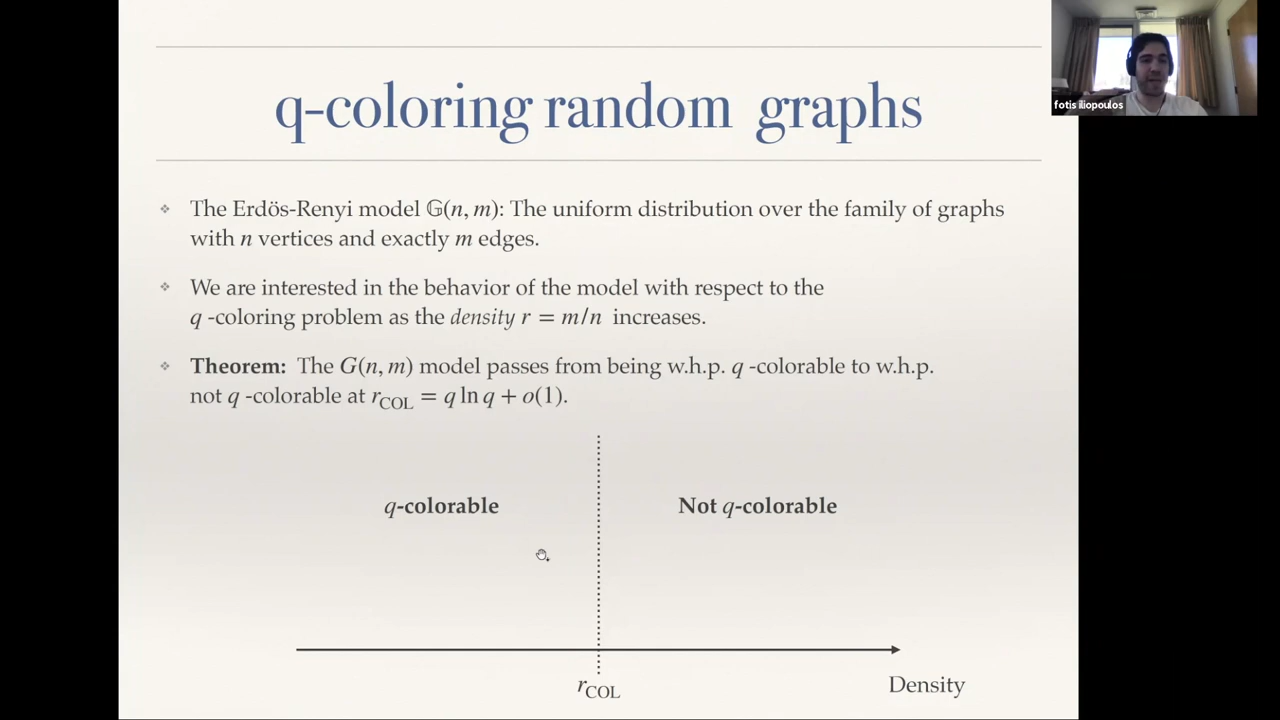 q-coloring random graphs
fotis iliopoulos
❖ The Erdös-Renyi model 𝔾(n, m): The uniform distribution over the family of graphs
with n vertices and exactly m edges.
❖ We are interested in the behavior of the model with respect to the
q -coloring problem as the density r = m/n increases.
❖ Theorem: The G(n, m) model passes from being w.h.p. q -colorable to w.h.p.
not q -colorable at r_COL = q ln q + o(1).
q-colorable
Not q-colorable
r_COL
Density